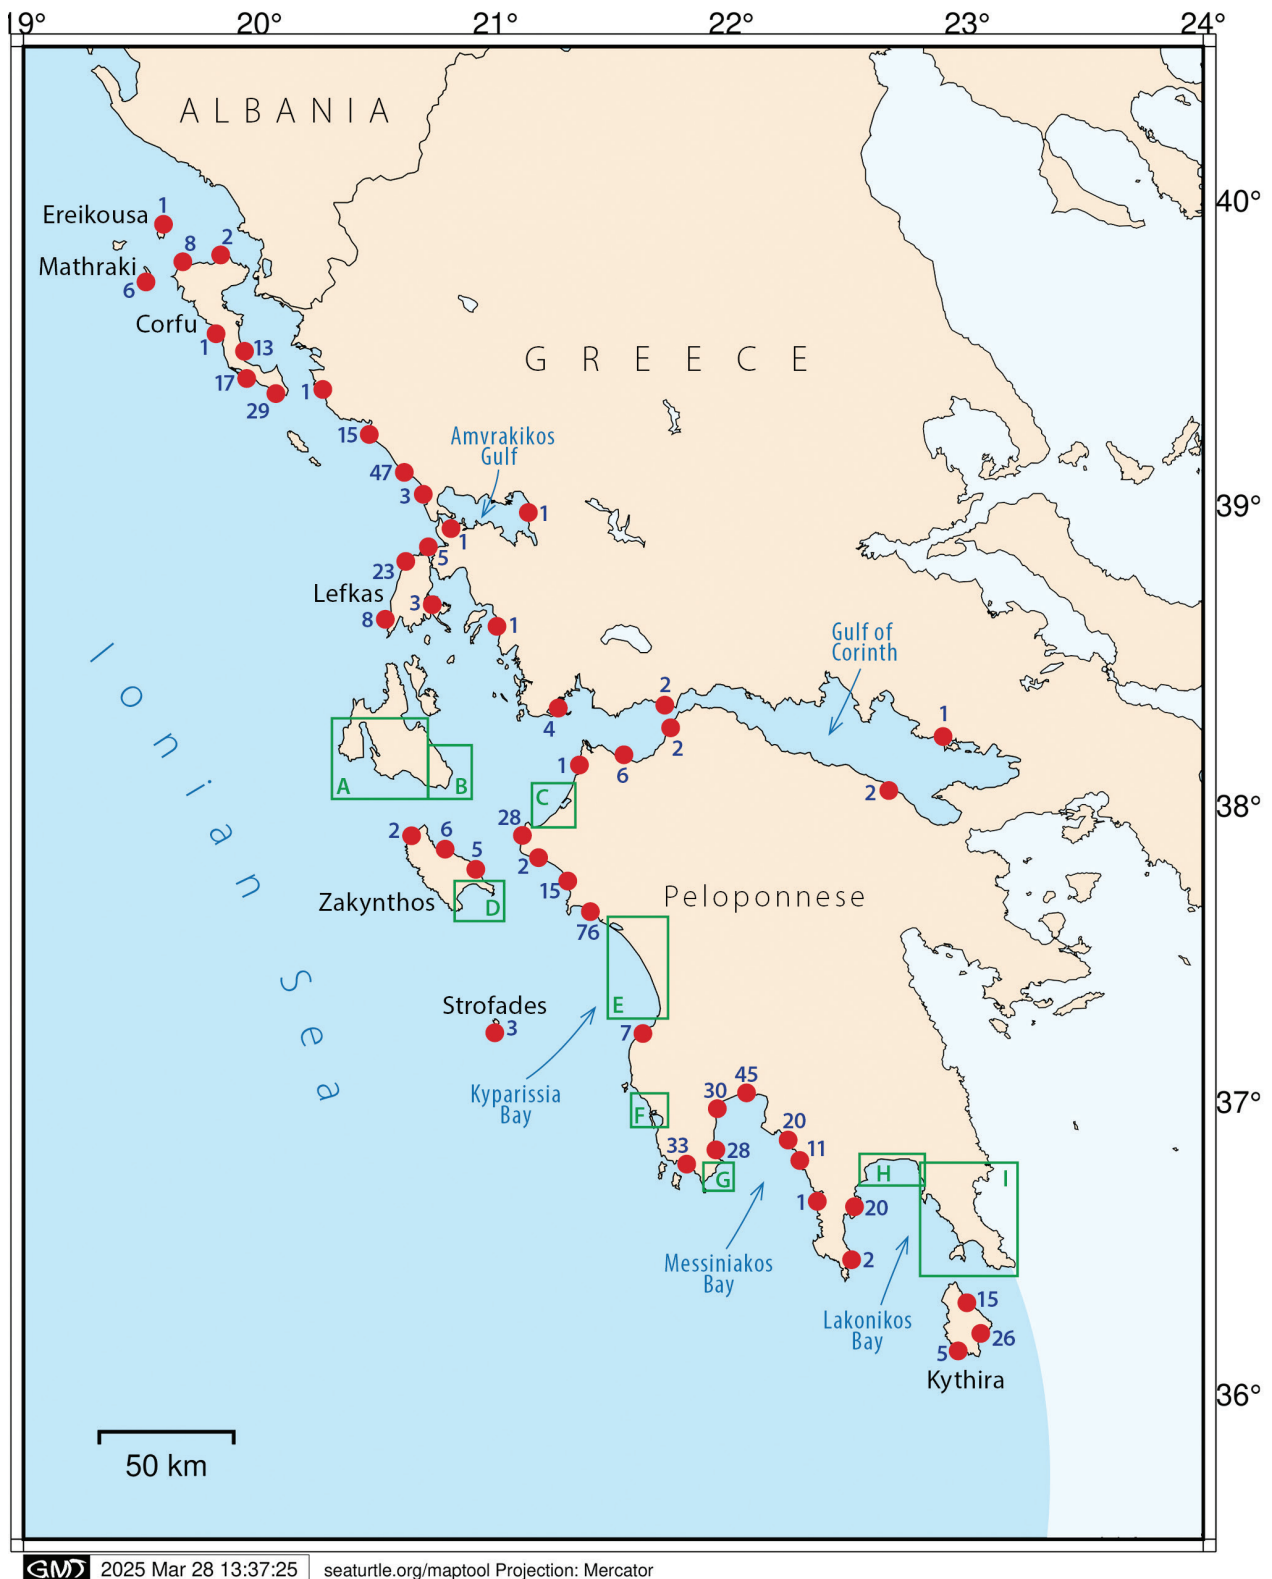 19° 20° 21° 22° 23° 24°
ALBANIA
40°
1
Ereikousa
8 2
Mathraki
6
Corfu
1 13
GREECE
17 1
29
15
Amvrakikos
Gulf
47
3
39°
1
1
5
23
Lefkas
3
8 1
Gulf of
Corinth
Ionian Sea
2
4
1
2
1 6
A B
C
2
38°
28
2 6
5
2
15
Zakynthos
D
Peloponnese
76
E
Strofades
3
7
Kyparissia
Bay
45
30
37°
F
20
33 28 11
G
H I
1 20
Messiniakos
Bay
2
Lakonikos
Bay
15
26
5
Kythira
36°
50 km
GMT 2025 Mar 28 13:37:25 seaturtle.org/maptool Projection: Mercator